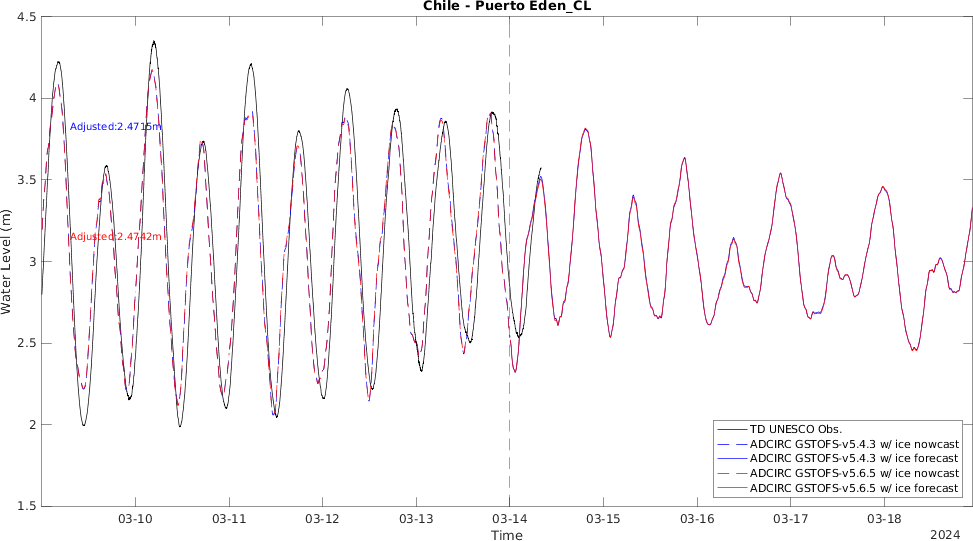 Chile - Puerto Eden_CL
4.5
4
3.5
3
2.5
2
1.5
Water Level (m)
Adjusted:2.4715m
Adjusted:2.4742m
TD UNESCO Obs.
ADCIRC GSTOFS-v5.4.3 w/ ice nowcast
ADCIRC GSTOFS-v5.4.3 w/ ice forecast
ADCIRC GSTOFS-v5.6.5 w/ ice nowcast
ADCIRC GSTOFS-v5.6.5 w/ ice forecast
03-10 03-11 03-12 03-13 03-14 03-15 03-16 03-17 03-18
Time
2024